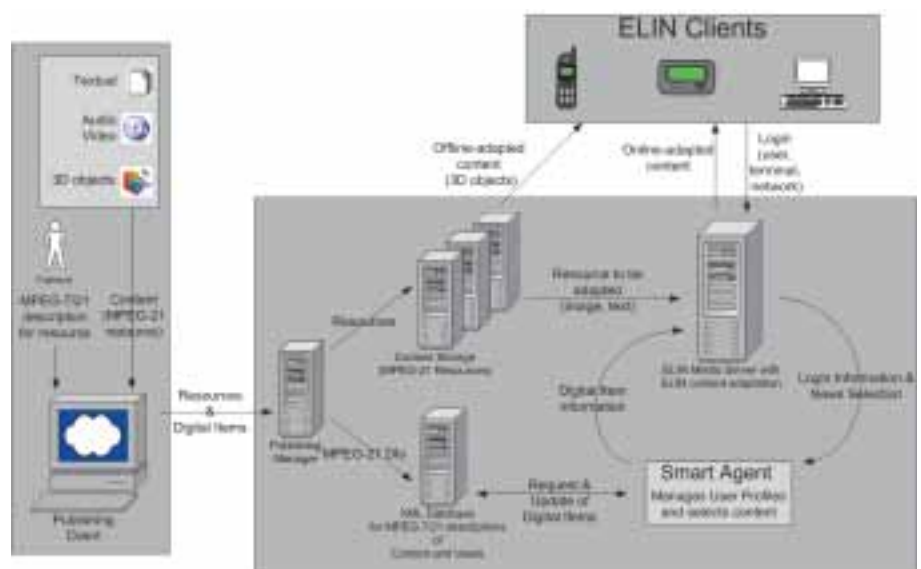 ELIN Clients
Textual
Audio
Video
3D objects
MPEG-7/21
description
for resource
Content
(MPEG-21
resource)
Publishing
Client
Resources
&
Digital Items
Publishing
Manager
Resources
MPEG-21 DIs
Content Storage
(MPEG-21 Resources)
XML Database
for MPEG-7/21 descriptions
of
Content and Users
Offline-adapted
content
(3D objects)
Online-adapted
content
Login
(user,
terminal,
network)
Resource to be
adapted
(image, text)
ELIN Media Server with
ELIN content adaptation
Digital Item
Information
Login Information &
News Selection
Request &
Update of
Digital Items
Smart Agent
Manages User Profiles
and selects content